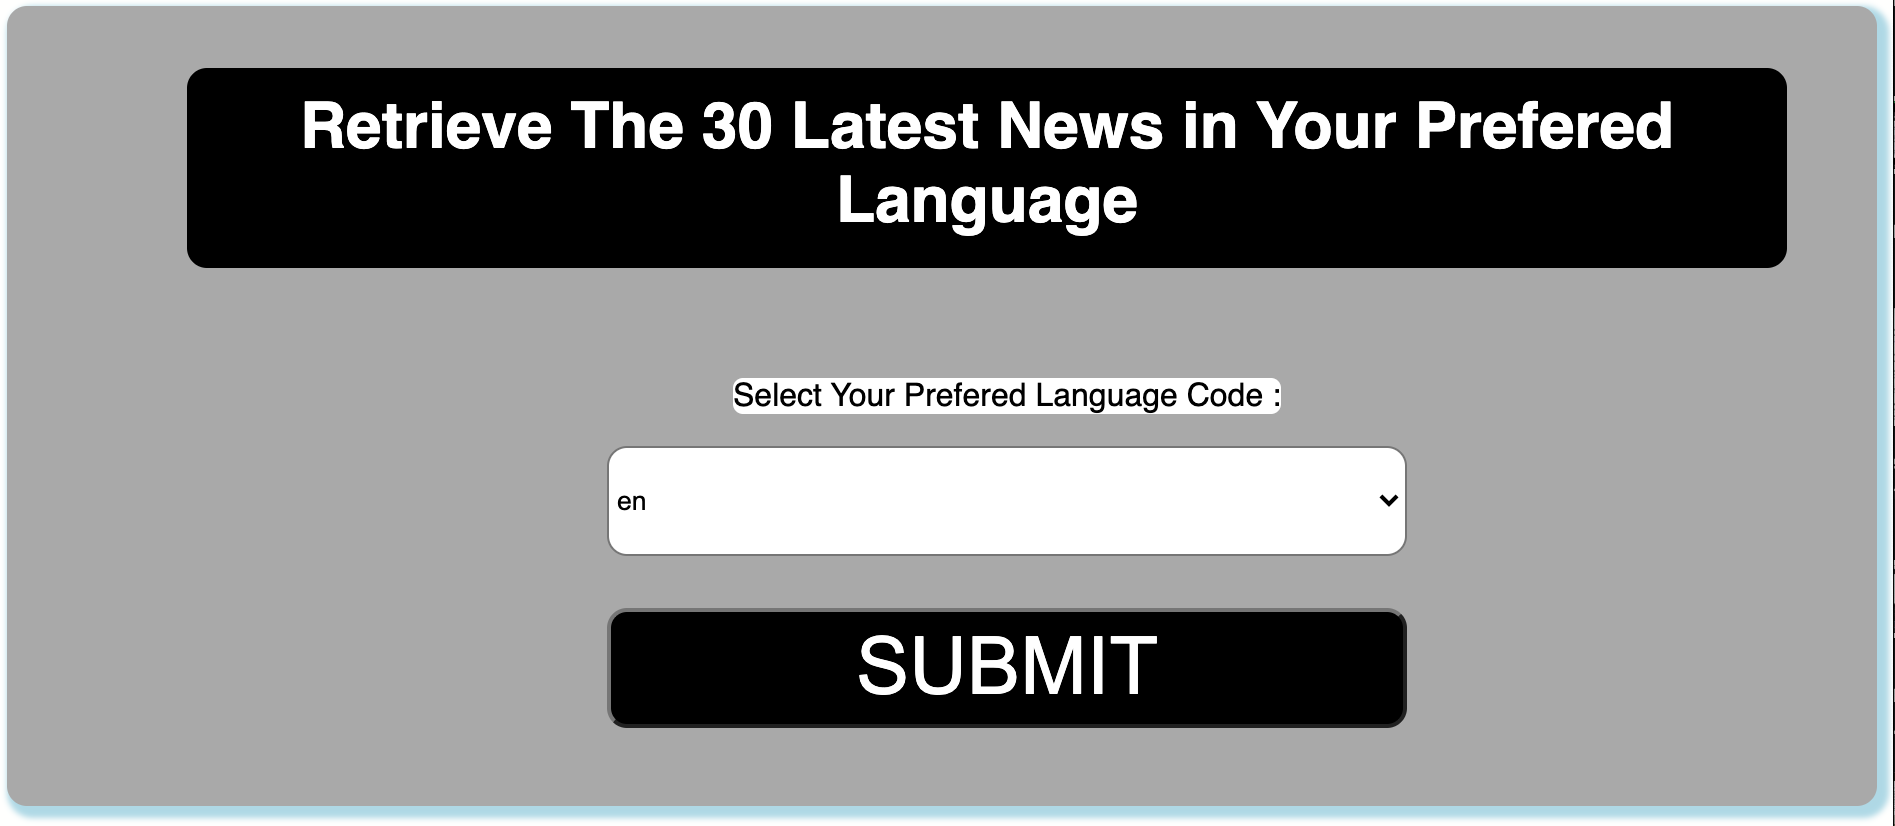 Retrieve The 30 Latest News in Your Prefered
Language
Select Your Prefered Language Code :
en
SUBMIT